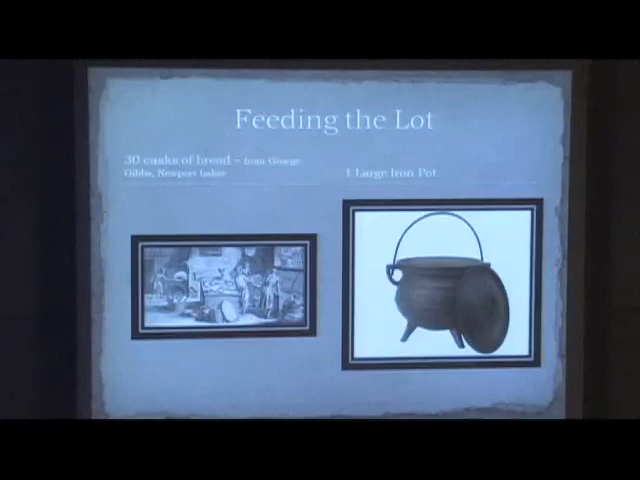 Feeding the Lot
30 casks of bread – from George
Gibbs, Newport baker
1 Large Iron Pot